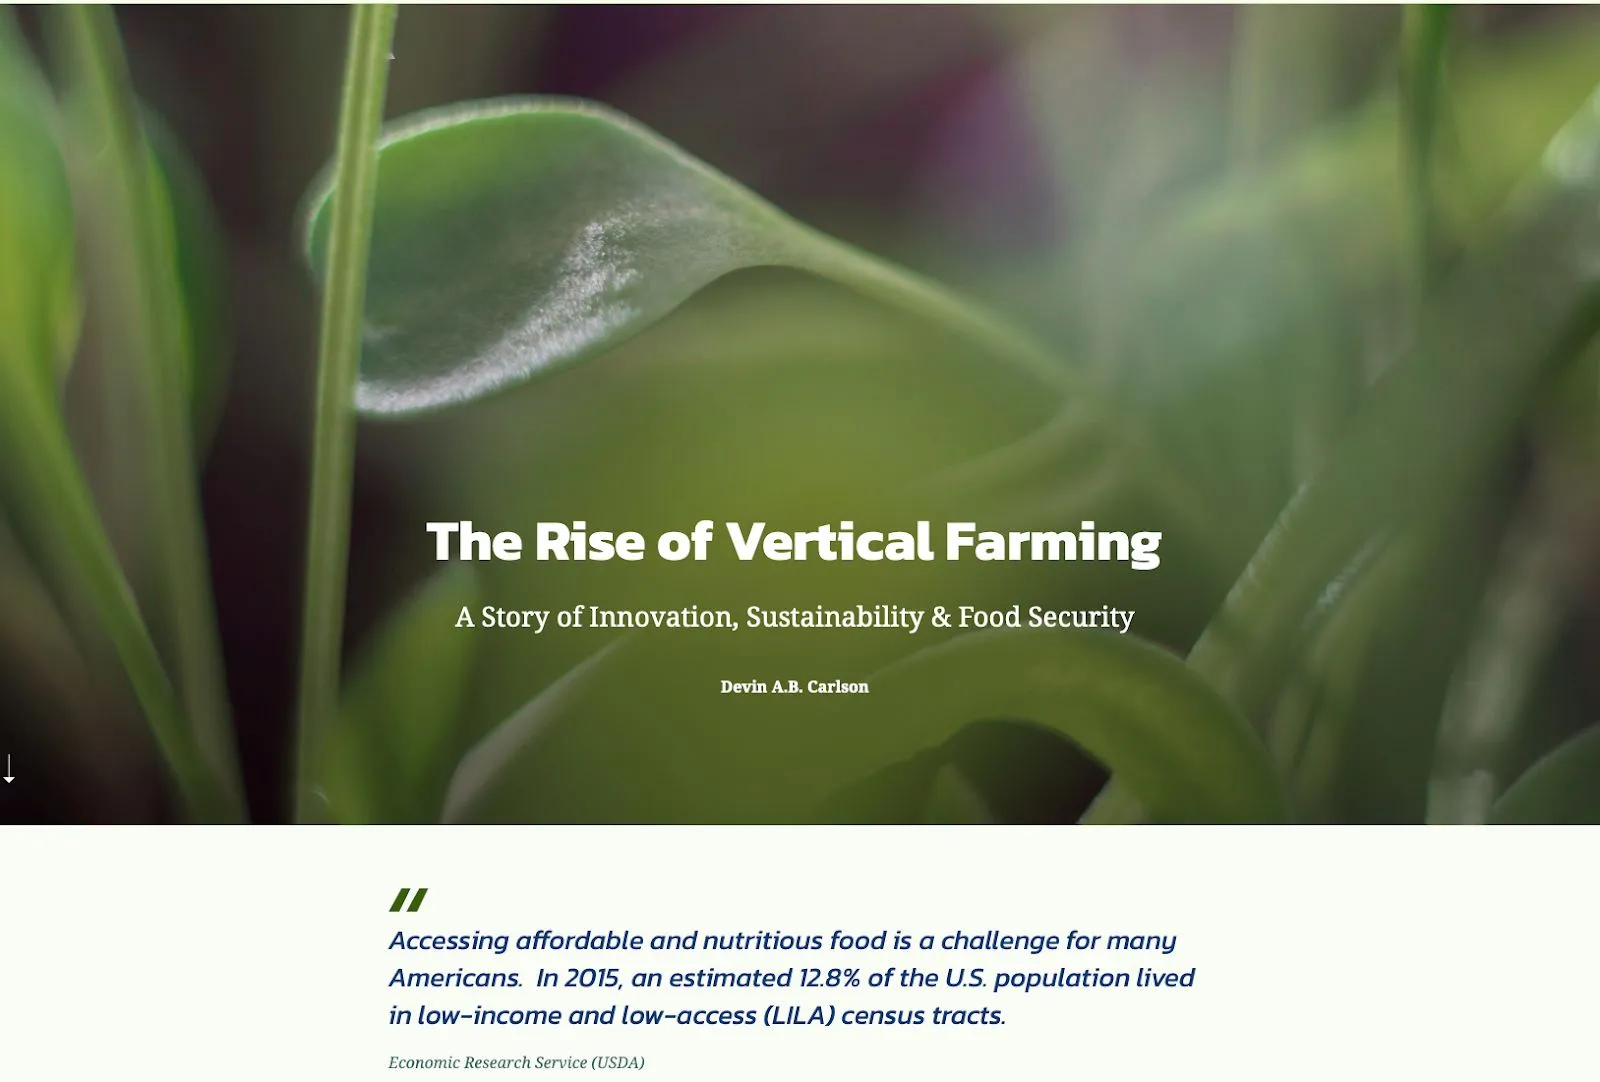 The Rise of Vertical Farming
A Story of Innovation, Sustainability & Food Security
Devin A.B. Carlson
Accessing affordable and nutritious food is a challenge for many
Americans.  In 2015, an estimated 12.8% of the U.S. population lived
in low-income and low-access (LILA) census tracts.
Economic Research Service (USDA)